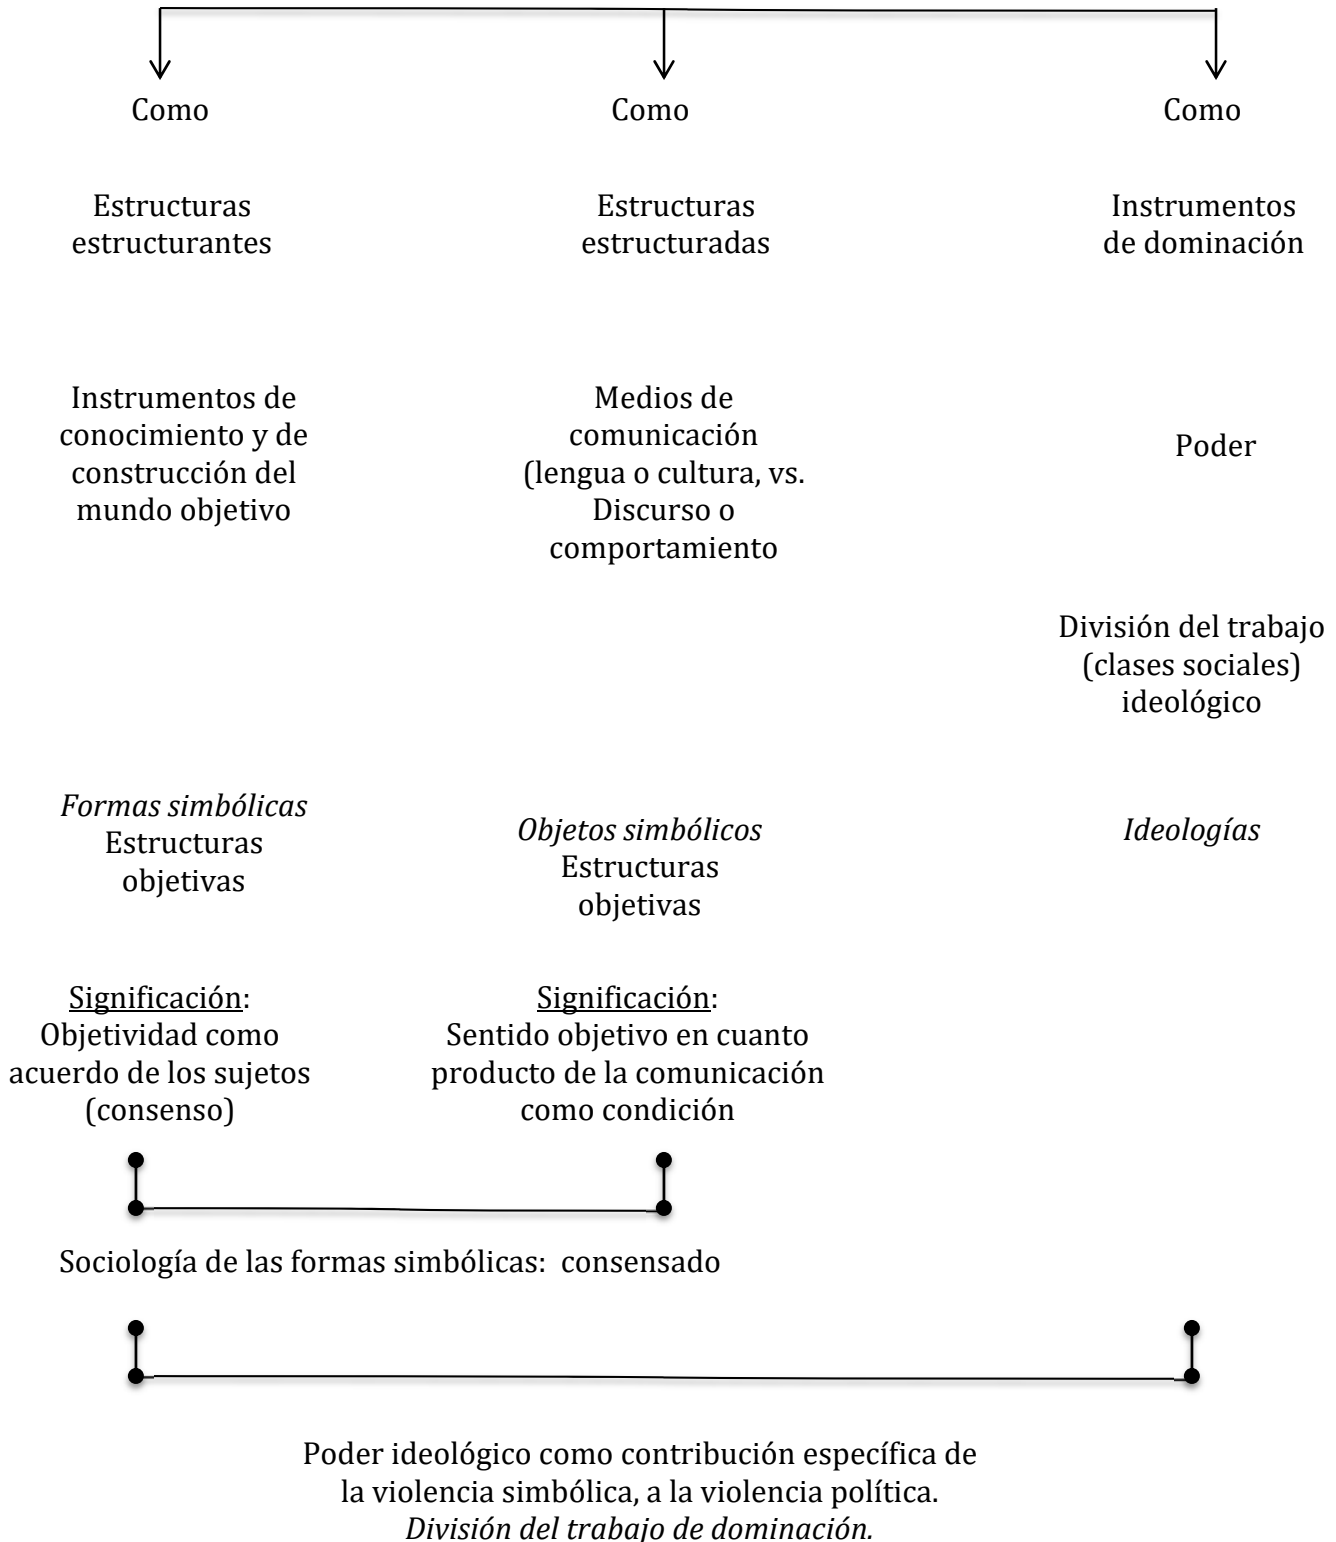 Como
Como
Como
Estructuras
estructurantes
Estructuras
estructuradas
Instrumentos
de dominación
Instrumentos de
conocimiento y de
construcción del
mundo objetivo
Medios de
comunicación
(lengua o cultura, vs.
Discurso o
comportamiento
Poder
División del trabajo
(clases sociales)
ideológico
Formas simbólicas
Estructuras
objetivas
Objetos simbólicos
Estructuras
objetivas
Ideologías
Significación:
Objetividad como
acuerdo de los sujetos
(consenso)
Significación:
Sentido objetivo en cuanto
producto de la comunicación
como condición
Sociología de las formas simbólicas:  consensado
Poder ideológico como contribución específica de
la violencia simbólica, a la violencia política.
División del trabajo de dominación.